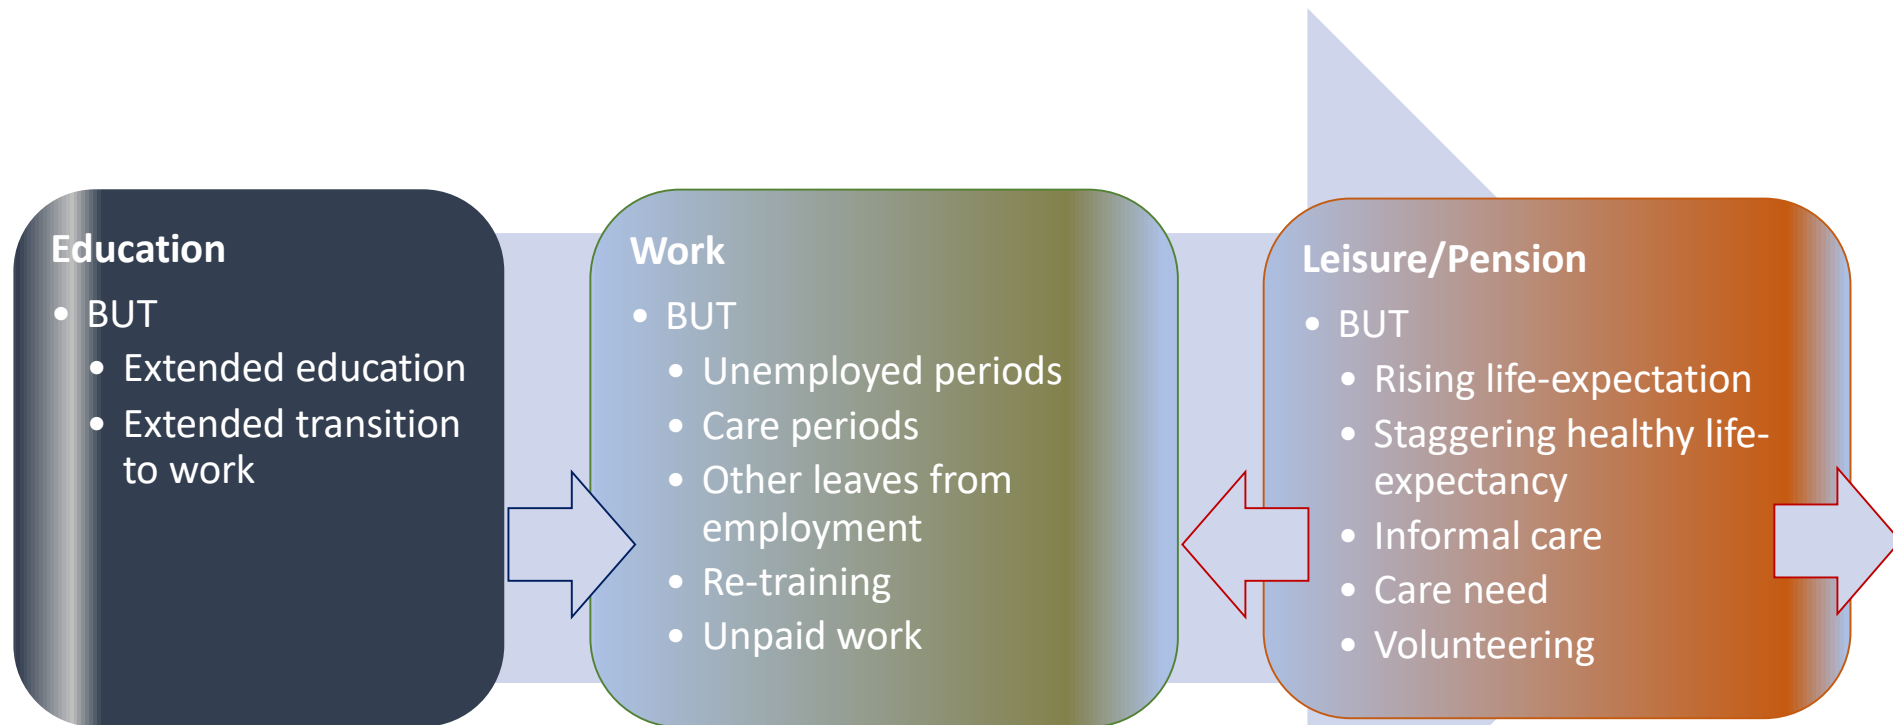 Education
• BUT
• Extended education
• Extended transition
to work
Work
• BUT
• Unemployed periods
• Care periods
• Other leaves from
employment
• Re-training
• Unpaid work
Leisure/Pension
• BUT
• Rising life-expectation
• Staggering healthy life-
expectancy
• Informal care
• Care need
• Volunteering